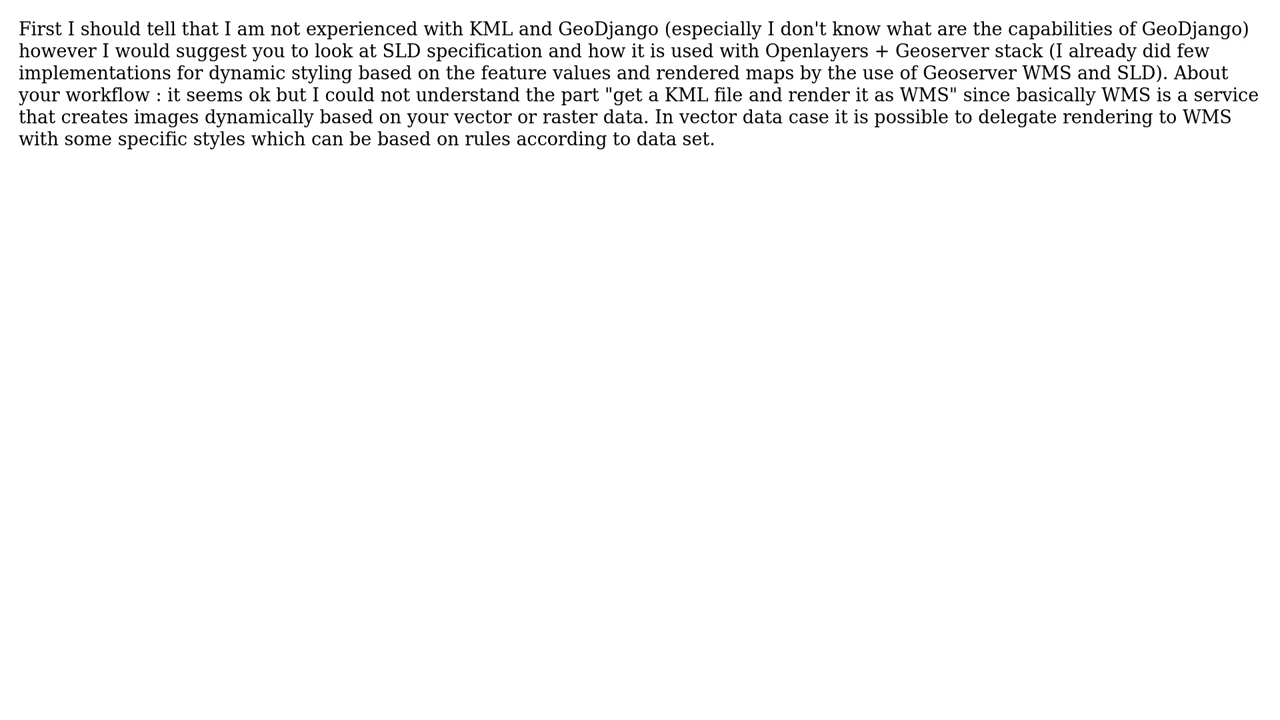 First I should tell that I am not experienced with KML and GeoDjango (especially I don't know what are the capabilities of GeoDjango)
however I would suggest you to look at SLD specification and how it is used with Openlayers + Geoserver stack (I already did few
implementations for dynamic styling based on the feature values and rendered maps by the use of Geoserver WMS and SLD). About
your workflow : it seems ok but I could not understand the part "get a KML file and render it as WMS" since basically WMS is a service
that creates images dynamically based on your vector or raster data. In vector data case it is possible to delegate rendering to WMS
with some specific styles which can be based on rules according to data set.